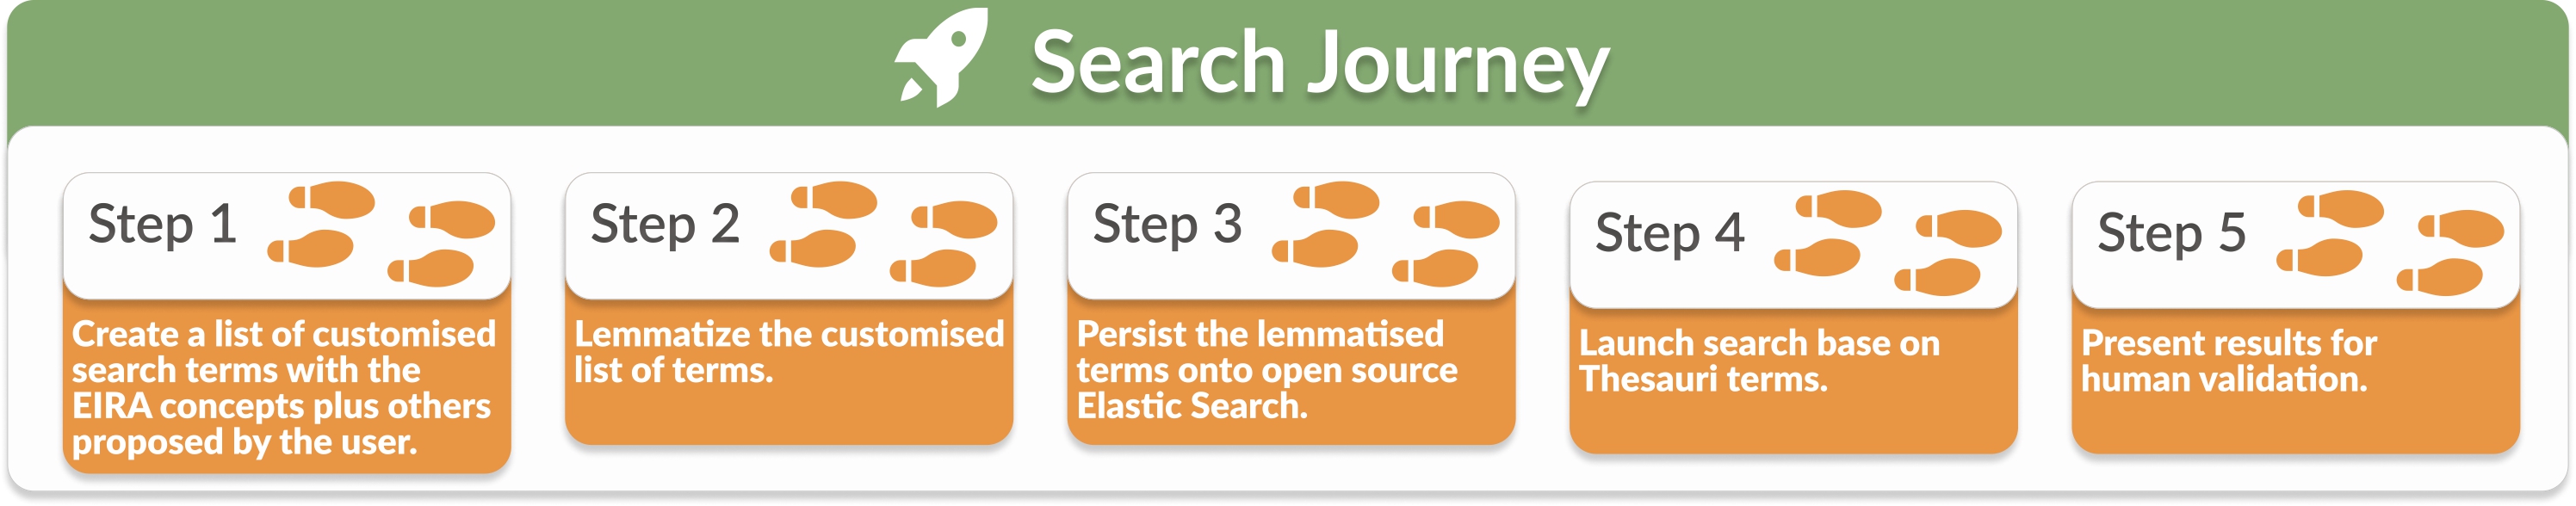 Search Journey
Step 1
Create a list of customised
search terms with the
EIRA concepts plus others
proposed by the user.
Step 2
Lemmatize the customised
list of terms.
Step 3
Persist the lemmatised
terms onto open source
Elastic Search.
Step 4
Launch search base on
Thesauri terms.
Step 5
Present results for
human validation.